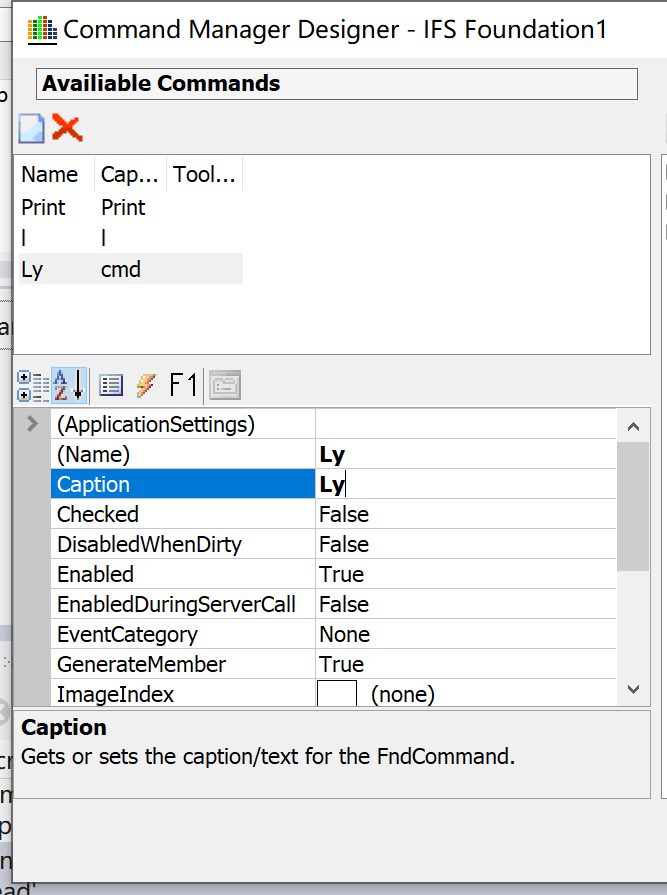 Command Manager Designer - IFS Foundation1
Availiable Commands
Name Cap... Tool...
Print Print
l l
Ly cmd
F1
(ApplicationSettings)
(Name) Ly
Caption Ly
Checked False
DisabledWhenDirty False
Enabled True
EnabledDuringServerCall False
EventCategory None
GenerateMember True
ImageIndex (none)
Caption
Gets or sets the caption/text for the FndCommand.